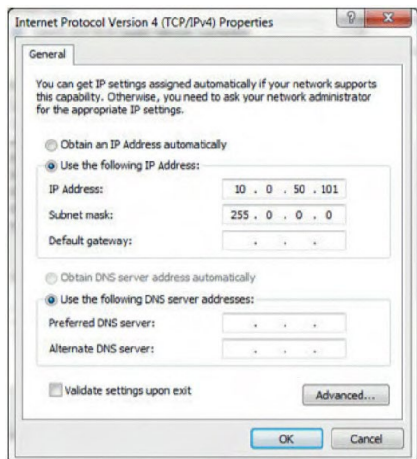 Internet Protocol Version 4 (TCP/IPv4) Properties
General
You can get IP settings assigned automatically if your network supports
this capability. Otherwise, you need to ask your network administrator
for the appropriate IP settings.
Obtain an IP Address automatically
Use the following IP Address:
IP Address: 10 . 0 . 50 . 101
Subnet mask: 255 . 0 . 0 . 0
Default gateway: . . .
Obtain DNS server address automatically
Use the following DNS server addresses:
Preferred DNS server: . . .
Alternate DNS server: . . .
Validate settings upon exit
Advanced...
OK Cancel